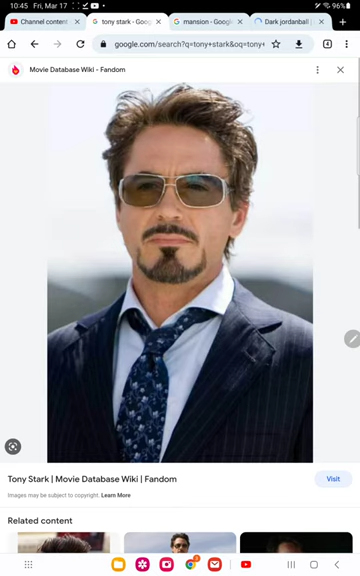 10:45 Fri, Mar 17
96%
Channel content
tony stark - Goog
mansion - Google
Dark jordanball
google.com/search?q=tony+stark&oq=tony+
Movie Database Wiki - Fandom
Tony Stark | Movie Database Wiki | Fandom
Visit
Images may be subject to copyright. Learn More
Related content